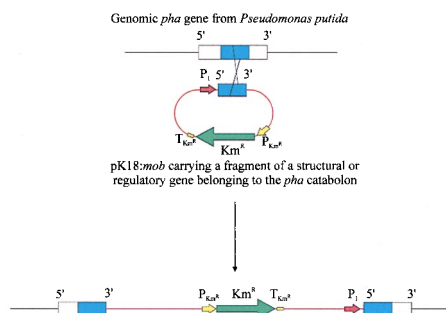 Genomic pha gene from Pseudomonas putida
5' 3'
P1 5' 3'
TKmR KmR PKmR
pK18:mob carrying a fragment of a structural or
regulatory gene belonging to the pha catabolon
5' 3' PKmR KmR TKmR P1 5' 3'